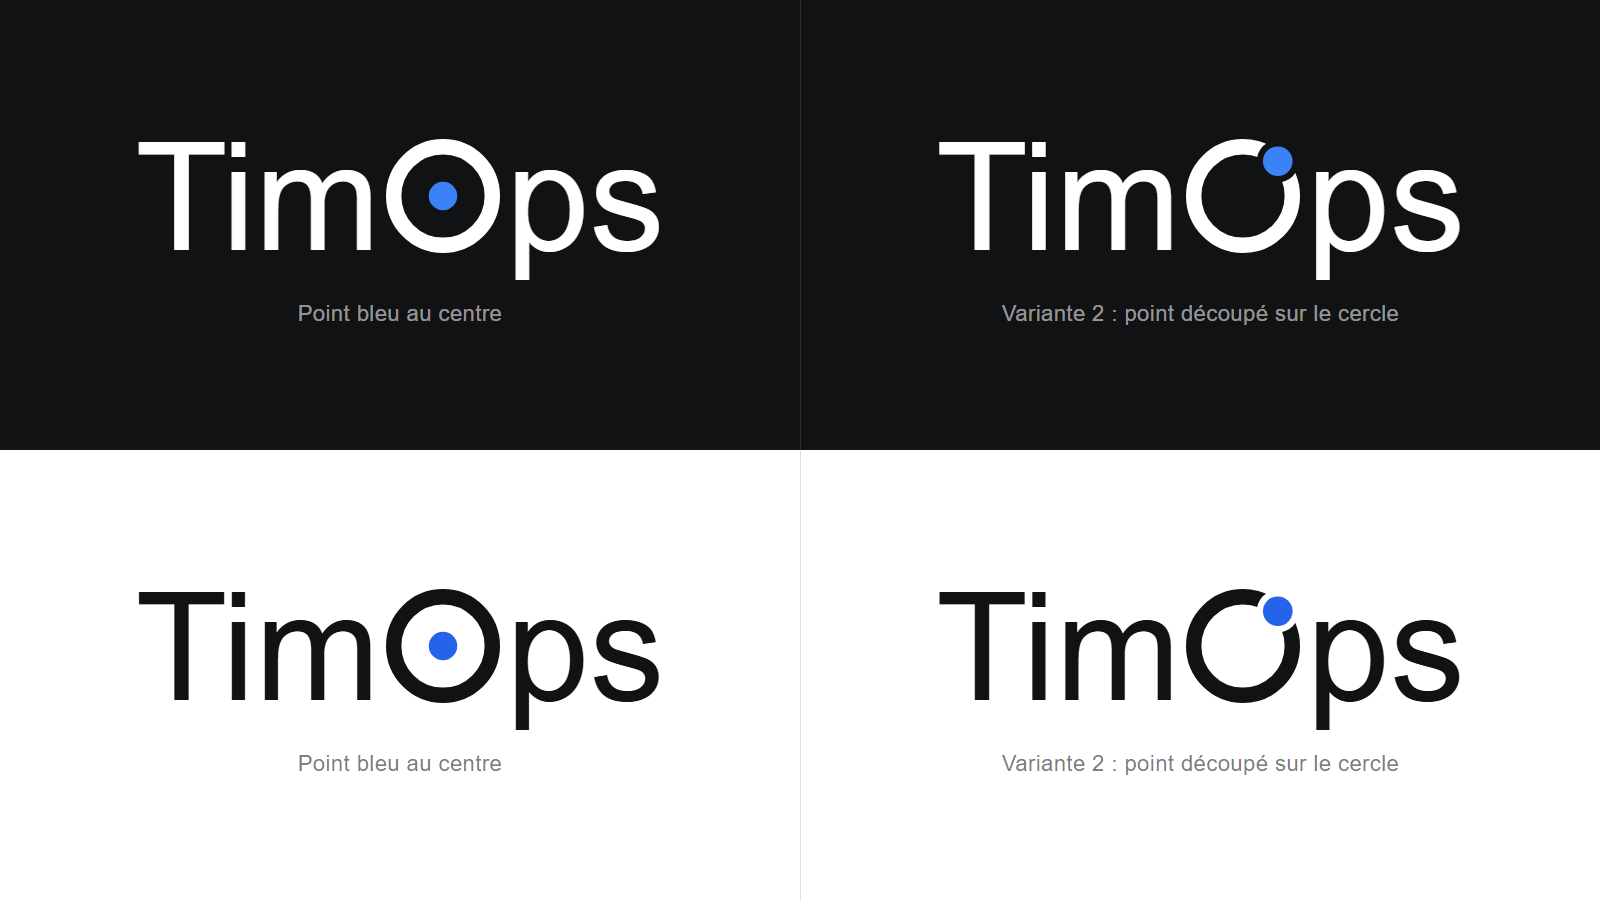 TimOps
Point bleu au centre
TimOps
Variante 2 : point découpé sur le cercle
TimOps
Point bleu au centre
TimOps
Variante 2 : point découpé sur le cercle